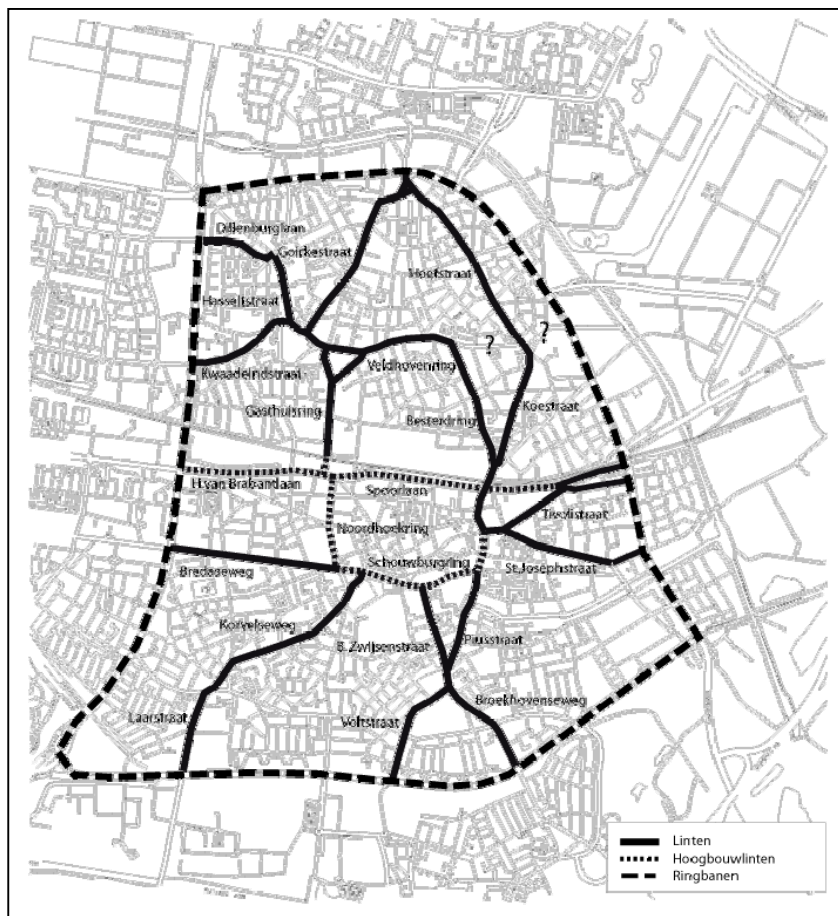 Dillenburglaan
Goirkestraat
Hoefstraat
Hasseltstraat
?
?
Veldhovenring
Kwaadeindstraat
Koestraat
Gasthuisring
Besterdring
H.van Brabantlaan
Spoorlaan
Tivolistraat
Noordhoekring
Schouwburgring
St.Josephstraat
Bredaseweg
Korvelseweg
B. Zwijsenstraat
Piusstraat
Broekhovenseweg
Laarstraat
Voltstraat
Linten
Hoogbouwlinten
Ringbanen